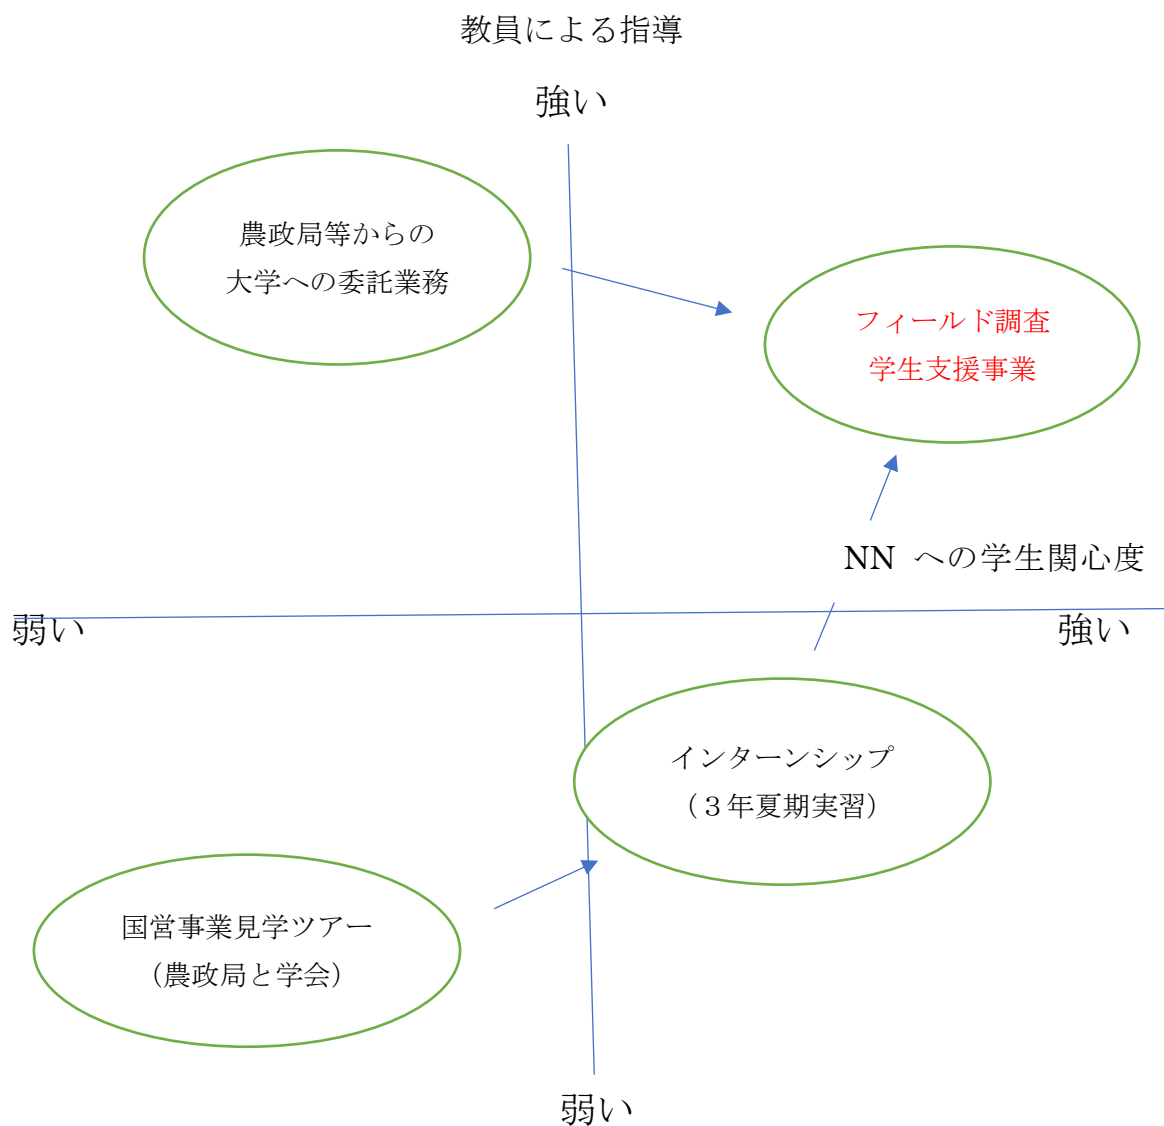 教員による指導
強い
農政局等からの
大学への委託業務
フィールド調査
学生支援事業
NN への学生関心度
弱い
強い
インターンシップ
（３年夏期実習）
国営事業見学ツアー
（農政局と学会）
弱い